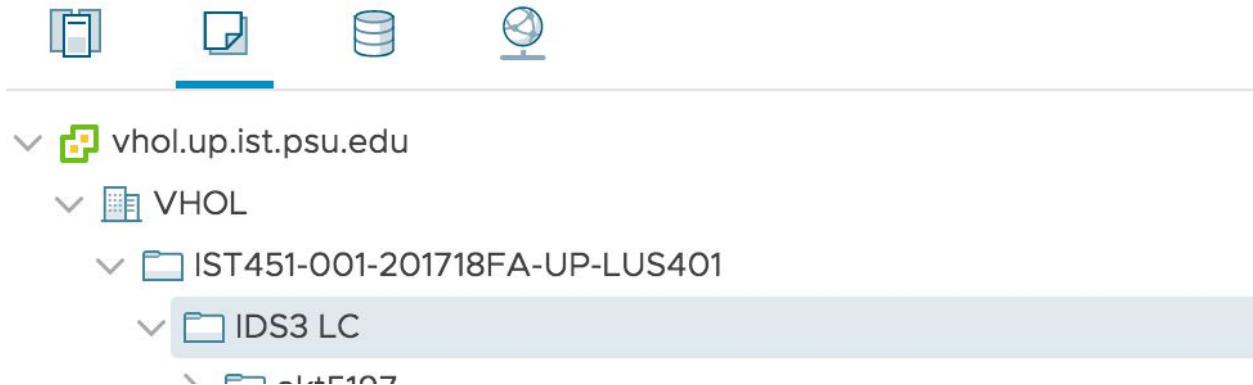 vhol.up.ist.psu.edu
VHOL
IST451-001-201718FA-UP-LUS401
IDS3 LC